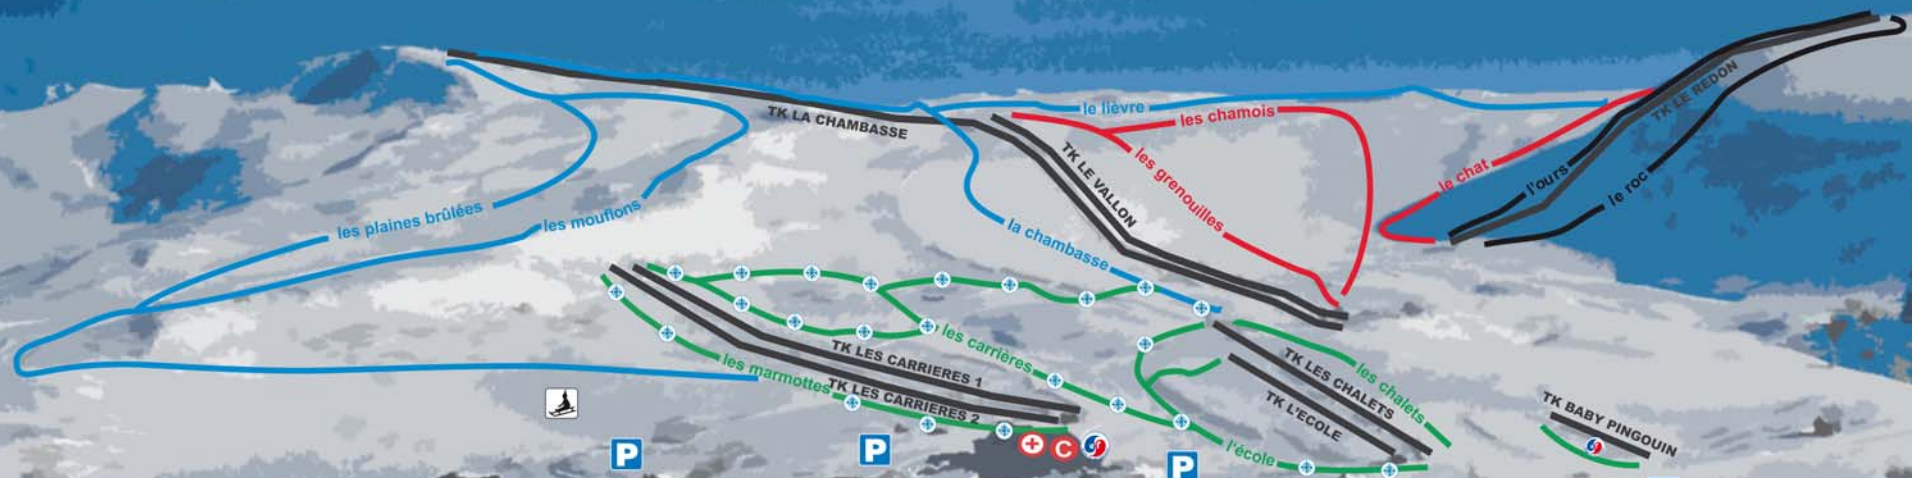 TK LA CHAMBASSE
le lièvre
les chamois
TK LE REDON
TK LE VALLON
les grenouilles
le chat
l'ours
le roc
les plaines brûlées
les mouflons
la chambasse
les carrières
TK LES CARRIERES 1
les marmottes
TK LES CARRIERES 2
TK LES CHALETS
les chalets
TK L'ECOLE
l'école
TK BABY PINGOUIN
P
P
C
P